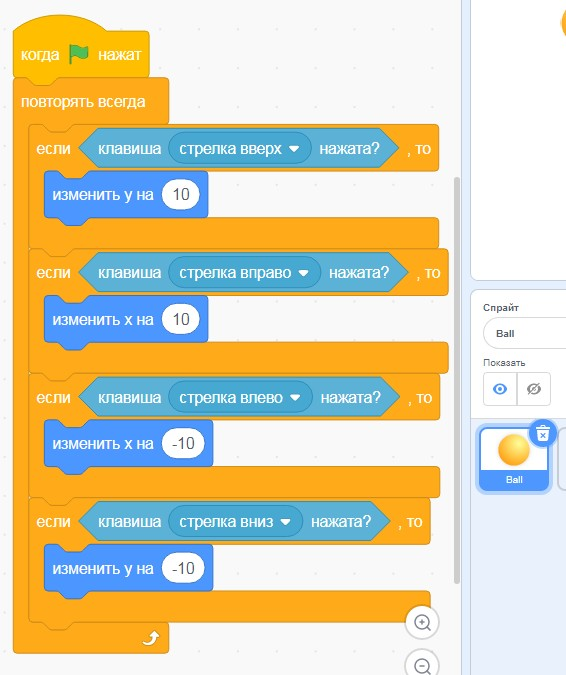 когда нажат
повторять всегда
если клавиша стрелка вверх нажата? , то
изменить y на 10
если клавиша стрелка вправо нажата? , то
изменить x на 10
если клавиша стрелка влево нажата? , то
изменить x на -10
если клавиша стрелка вниз нажата? , то
изменить y на -10
Спрайт
Ball
Показать
Ball